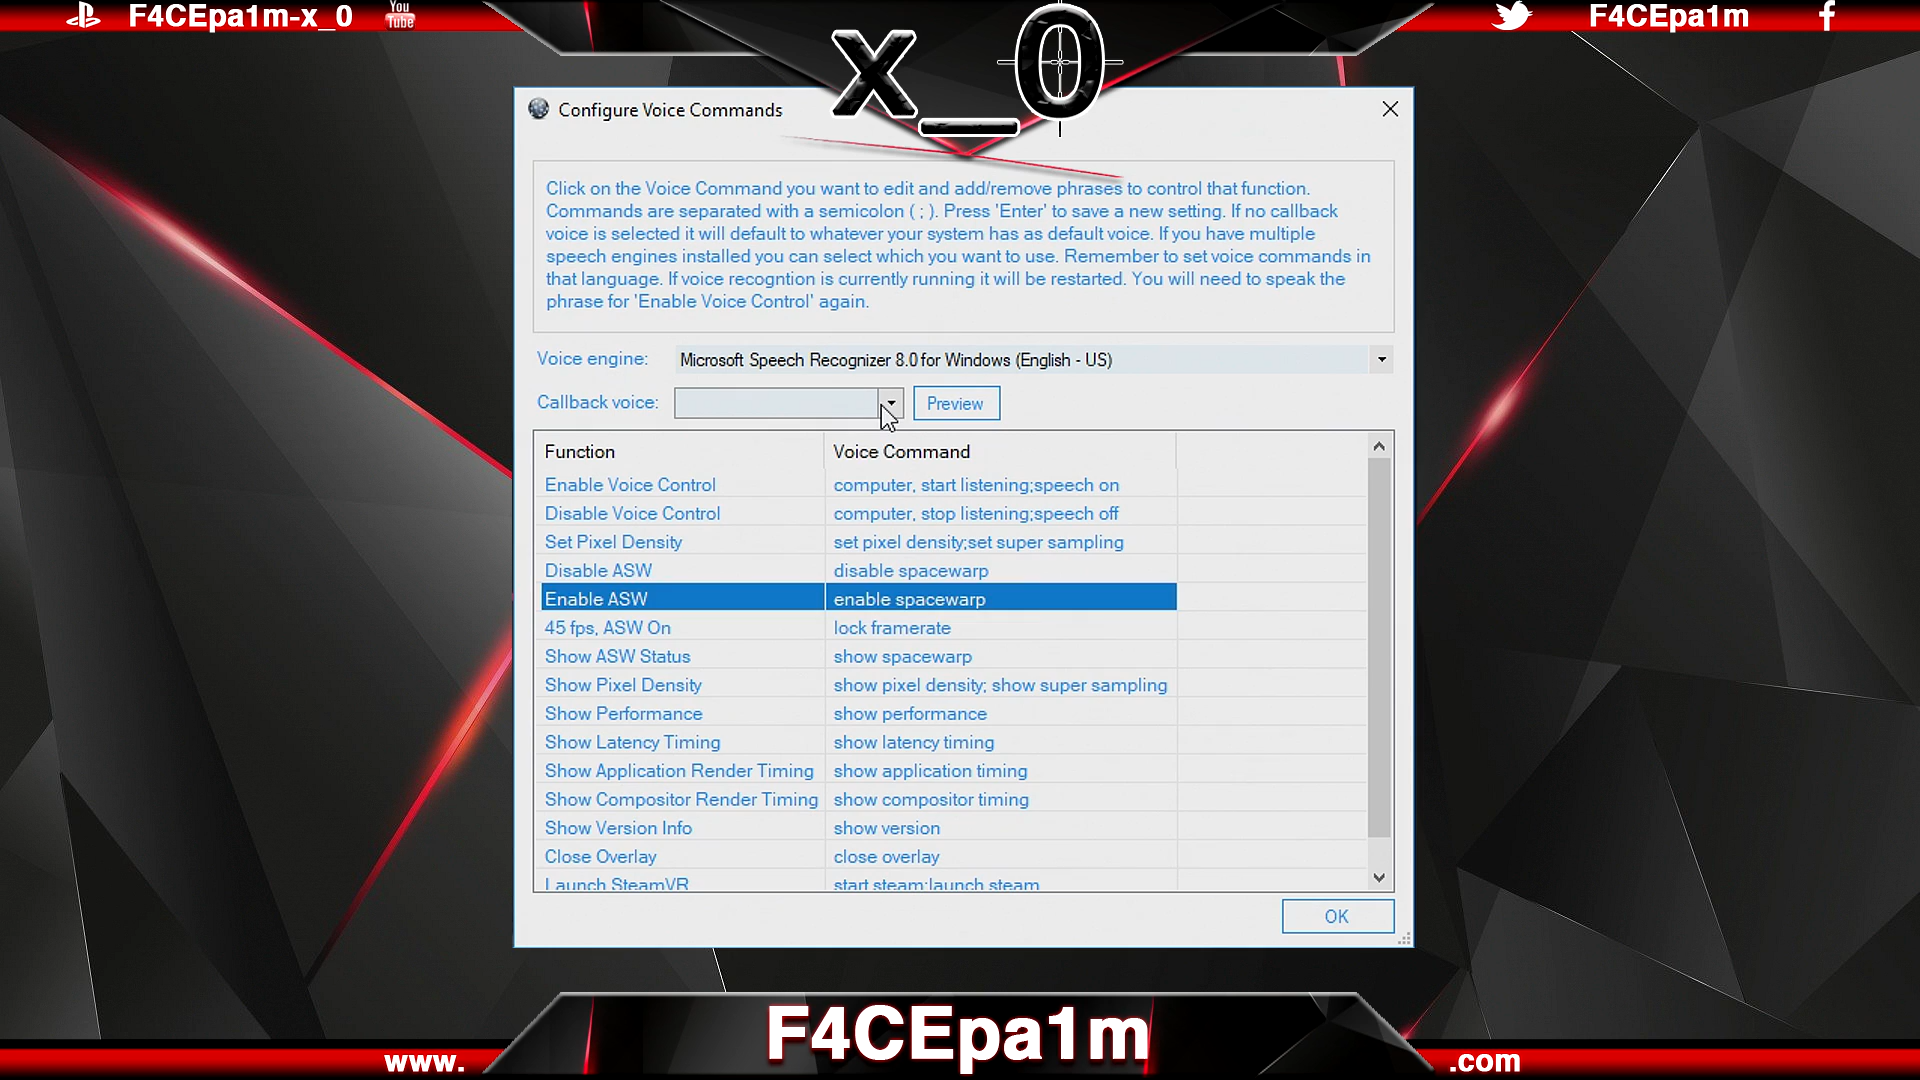 F4CEpa1m-x_0
You
Tube
x_0
F4CEpa1m
Configure Voice Commands
Click on the Voice Command you want to edit and add/remove phrases to control that function.
Commands are separated with a semicolon ( ; ). Press 'Enter' to save a new setting. If no callback
voice is selected it will default to whatever your system has as default voice. If you have multiple
speech engines installed you can select which you want to use. Remember to set voice commands in
that language. If voice recogntion is currently running it will be restarted. You will need to speak the
phrase for 'Enable Voice Control' again.
Voice engine: Microsoft Speech Recognizer 8.0 for Windows (English - US)
Callback voice: Preview
Function Voice Command
Enable Voice Control computer, start listening;speech on
Disable Voice Control computer, stop listening;speech off
Set Pixel Density set pixel density;set super sampling
Disable ASW disable spacewarp
Enable ASW enable spacewarp
45 fps, ASW On lock framerate
Show ASW Status show spacewarp
Show Pixel Density show pixel density; show super sampling
Show Performance show performance
Show Latency Timing show latency timing
Show Application Render Timing show application timing
Show Compositor Render Timing show compositor timing
Show Version Info show version
Close Overlay close overlay
Launch SteamVR start steam;launch steam
OK
www. F4CEpa1m .com